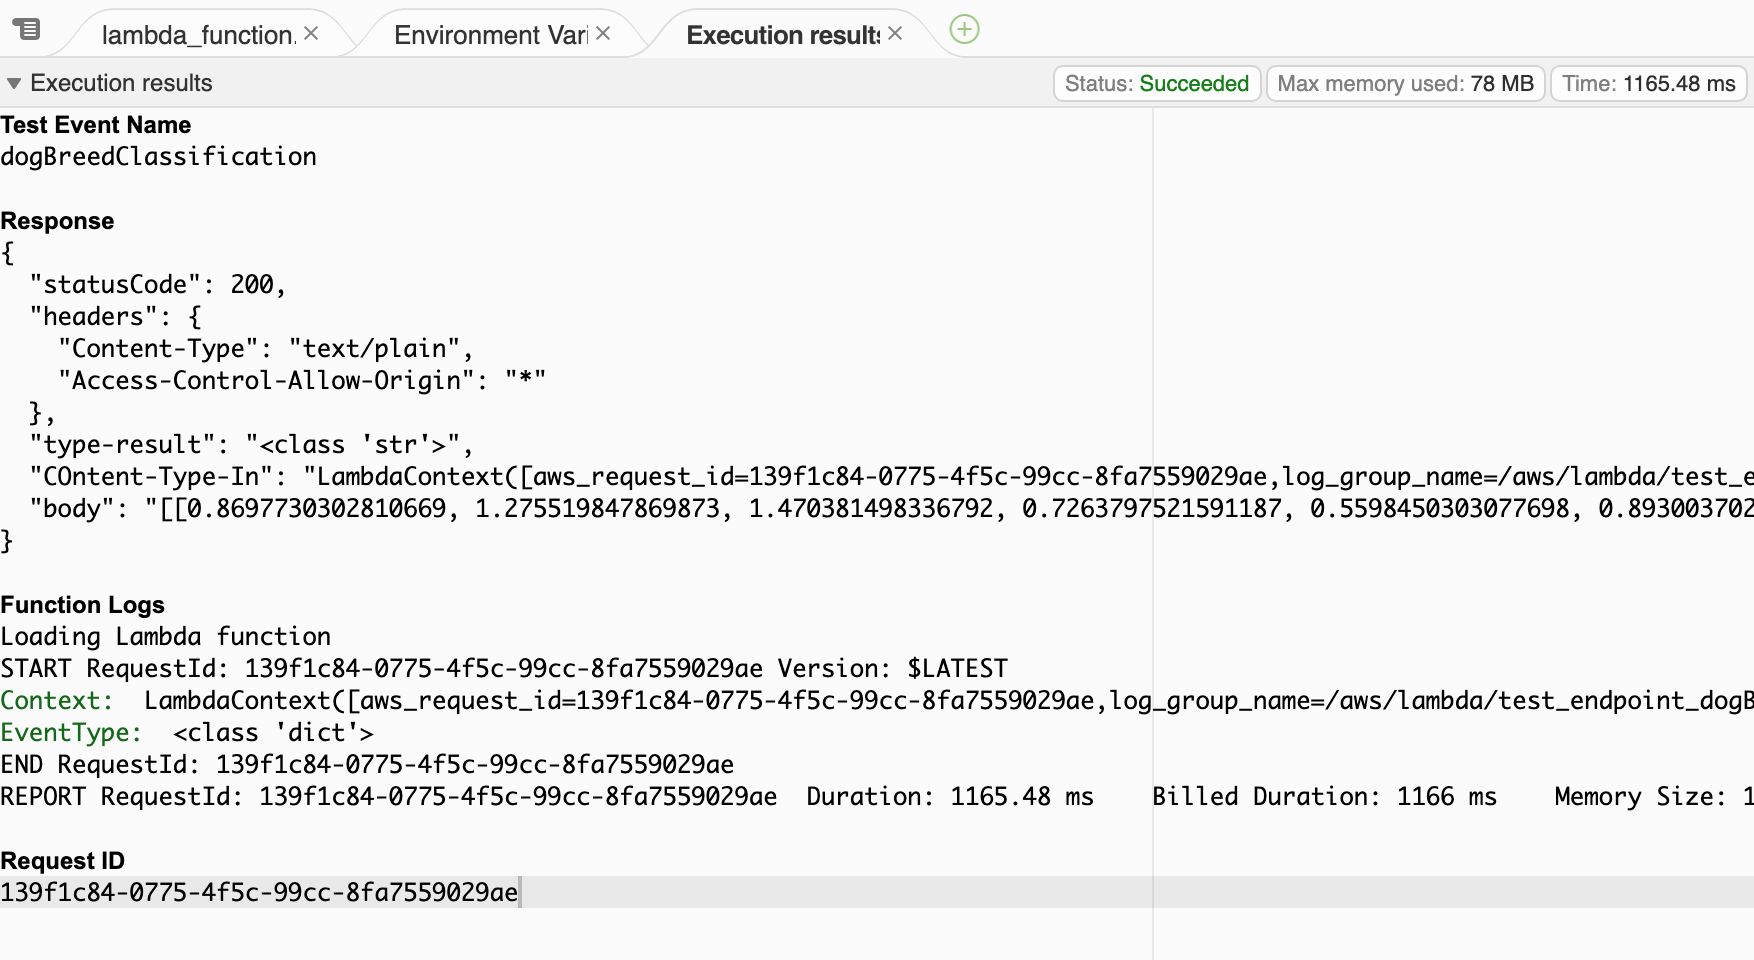 lambda_function.
Environment Vari
Execution results
Execution results
Status: Succeeded
Max memory used: 78 MB
Time: 1165.48 ms
Test Event Name
dogBreedClassification
Response
{
  "statusCode": 200,
  "headers": {
    "Content-Type": "text/plain",
    "Access-Control-Allow-Origin": "*"
  },
  "type-result": "<class 'str'>",
  "COntent-Type-In": "LambdaContext([aws_request_id=139f1c84-0775-4f5c-99cc-8fa7559029ae,log_group_name=/aws/lambda/test_e
  "body": "[[0.8697730302810669, 1.275519847869873, 1.470381498336792, 0.7263797521591187, 0.5598450303077698, 0.893003702
}
Function Logs
Loading Lambda function
START RequestId: 139f1c84-0775-4f5c-99cc-8fa7559029ae Version: $LATEST
Context:  LambdaContext([aws_request_id=139f1c84-0775-4f5c-99cc-8fa7559029ae,log_group_name=/aws/lambda/test_endpoint_dogB
EventType:  <class 'dict'>
END RequestId: 139f1c84-0775-4f5c-99cc-8fa7559029ae
REPORT RequestId: 139f1c84-0775-4f5c-99cc-8fa7559029ae  Duration: 1165.48 ms    Billed Duration: 1166 ms    Memory Size: 1
Request ID
139f1c84-0775-4f5c-99cc-8fa7559029ae